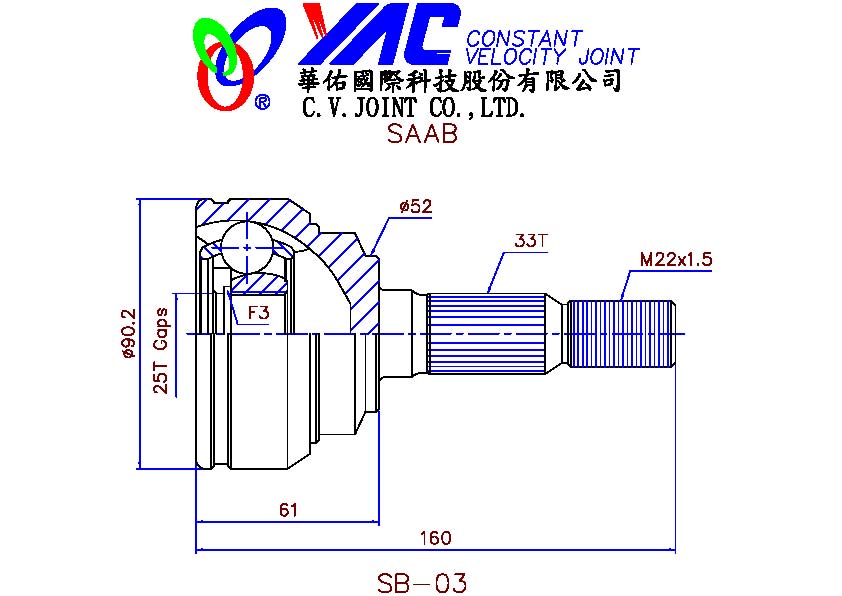 YAC CONSTANT
VELOCITY JOINT
®
華佑國際科技股份有限公司
C.V.JOINT CO.,LTD.
SAAB
ø52
33T
M22x1.5
F3
ø90.2
25T Gaps
61
160
SB-03